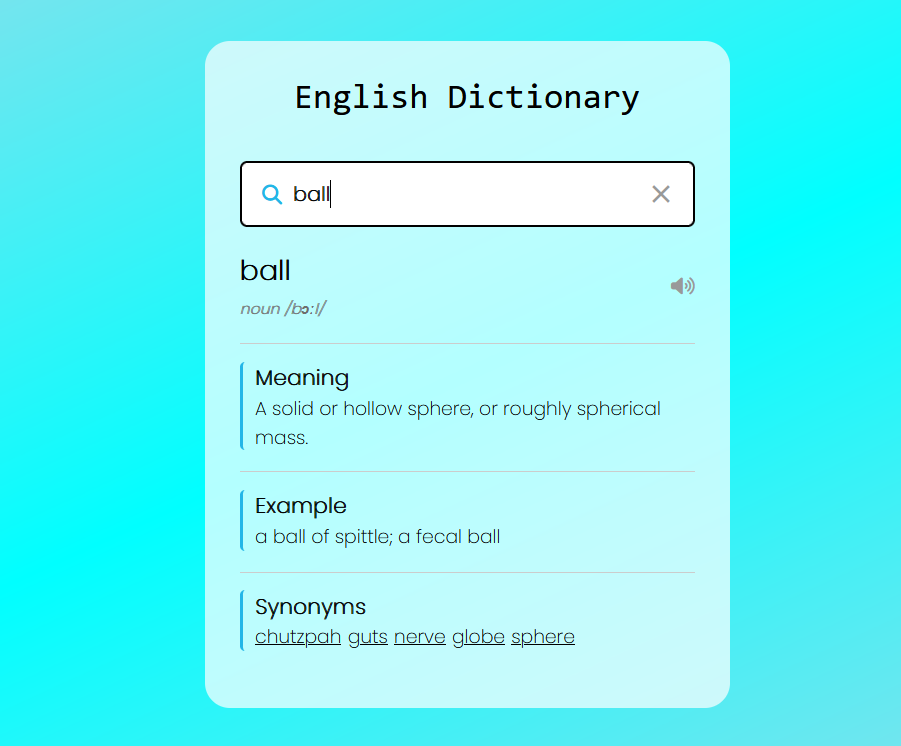 English Dictionary
ball
ball
noun /bɔːl/
Meaning
A solid or hollow sphere, or roughly spherical
mass.
Example
a ball of spittle; a fecal ball
Synonyms
chutzpah guts nerve globe sphere